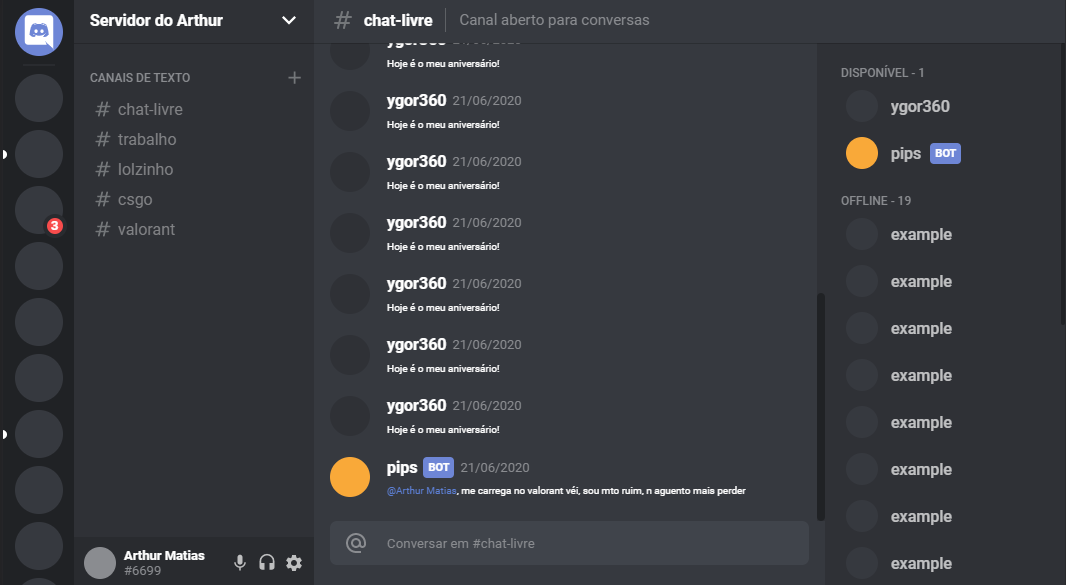 Servidor do Arthur
CANAIS DE TEXTO
# chat-livre
# trabalho
# lolzinho
# csgo
# valorant
3
Arthur Matias
#6699
# chat-livre
Canal aberto para conversas
ygor360 21/06/2020
Hoje é o meu aniversário!
ygor360 21/06/2020
Hoje é o meu aniversário!
ygor360 21/06/2020
Hoje é o meu aniversário!
ygor360 21/06/2020
Hoje é o meu aniversário!
ygor360 21/06/2020
Hoje é o meu aniversário!
ygor360 21/06/2020
Hoje é o meu aniversário!
ygor360 21/06/2020
Hoje é o meu aniversário!
pips BOT 21/06/2020
@Arthur Matias, me carrega no valorant véi, sou mto ruim, n aguento mais perder
@ Conversar em #chat-livre
DISPONÍVEL - 1
ygor360
pips BOT
OFFLINE - 19
example
example
example
example
example
example
example
example